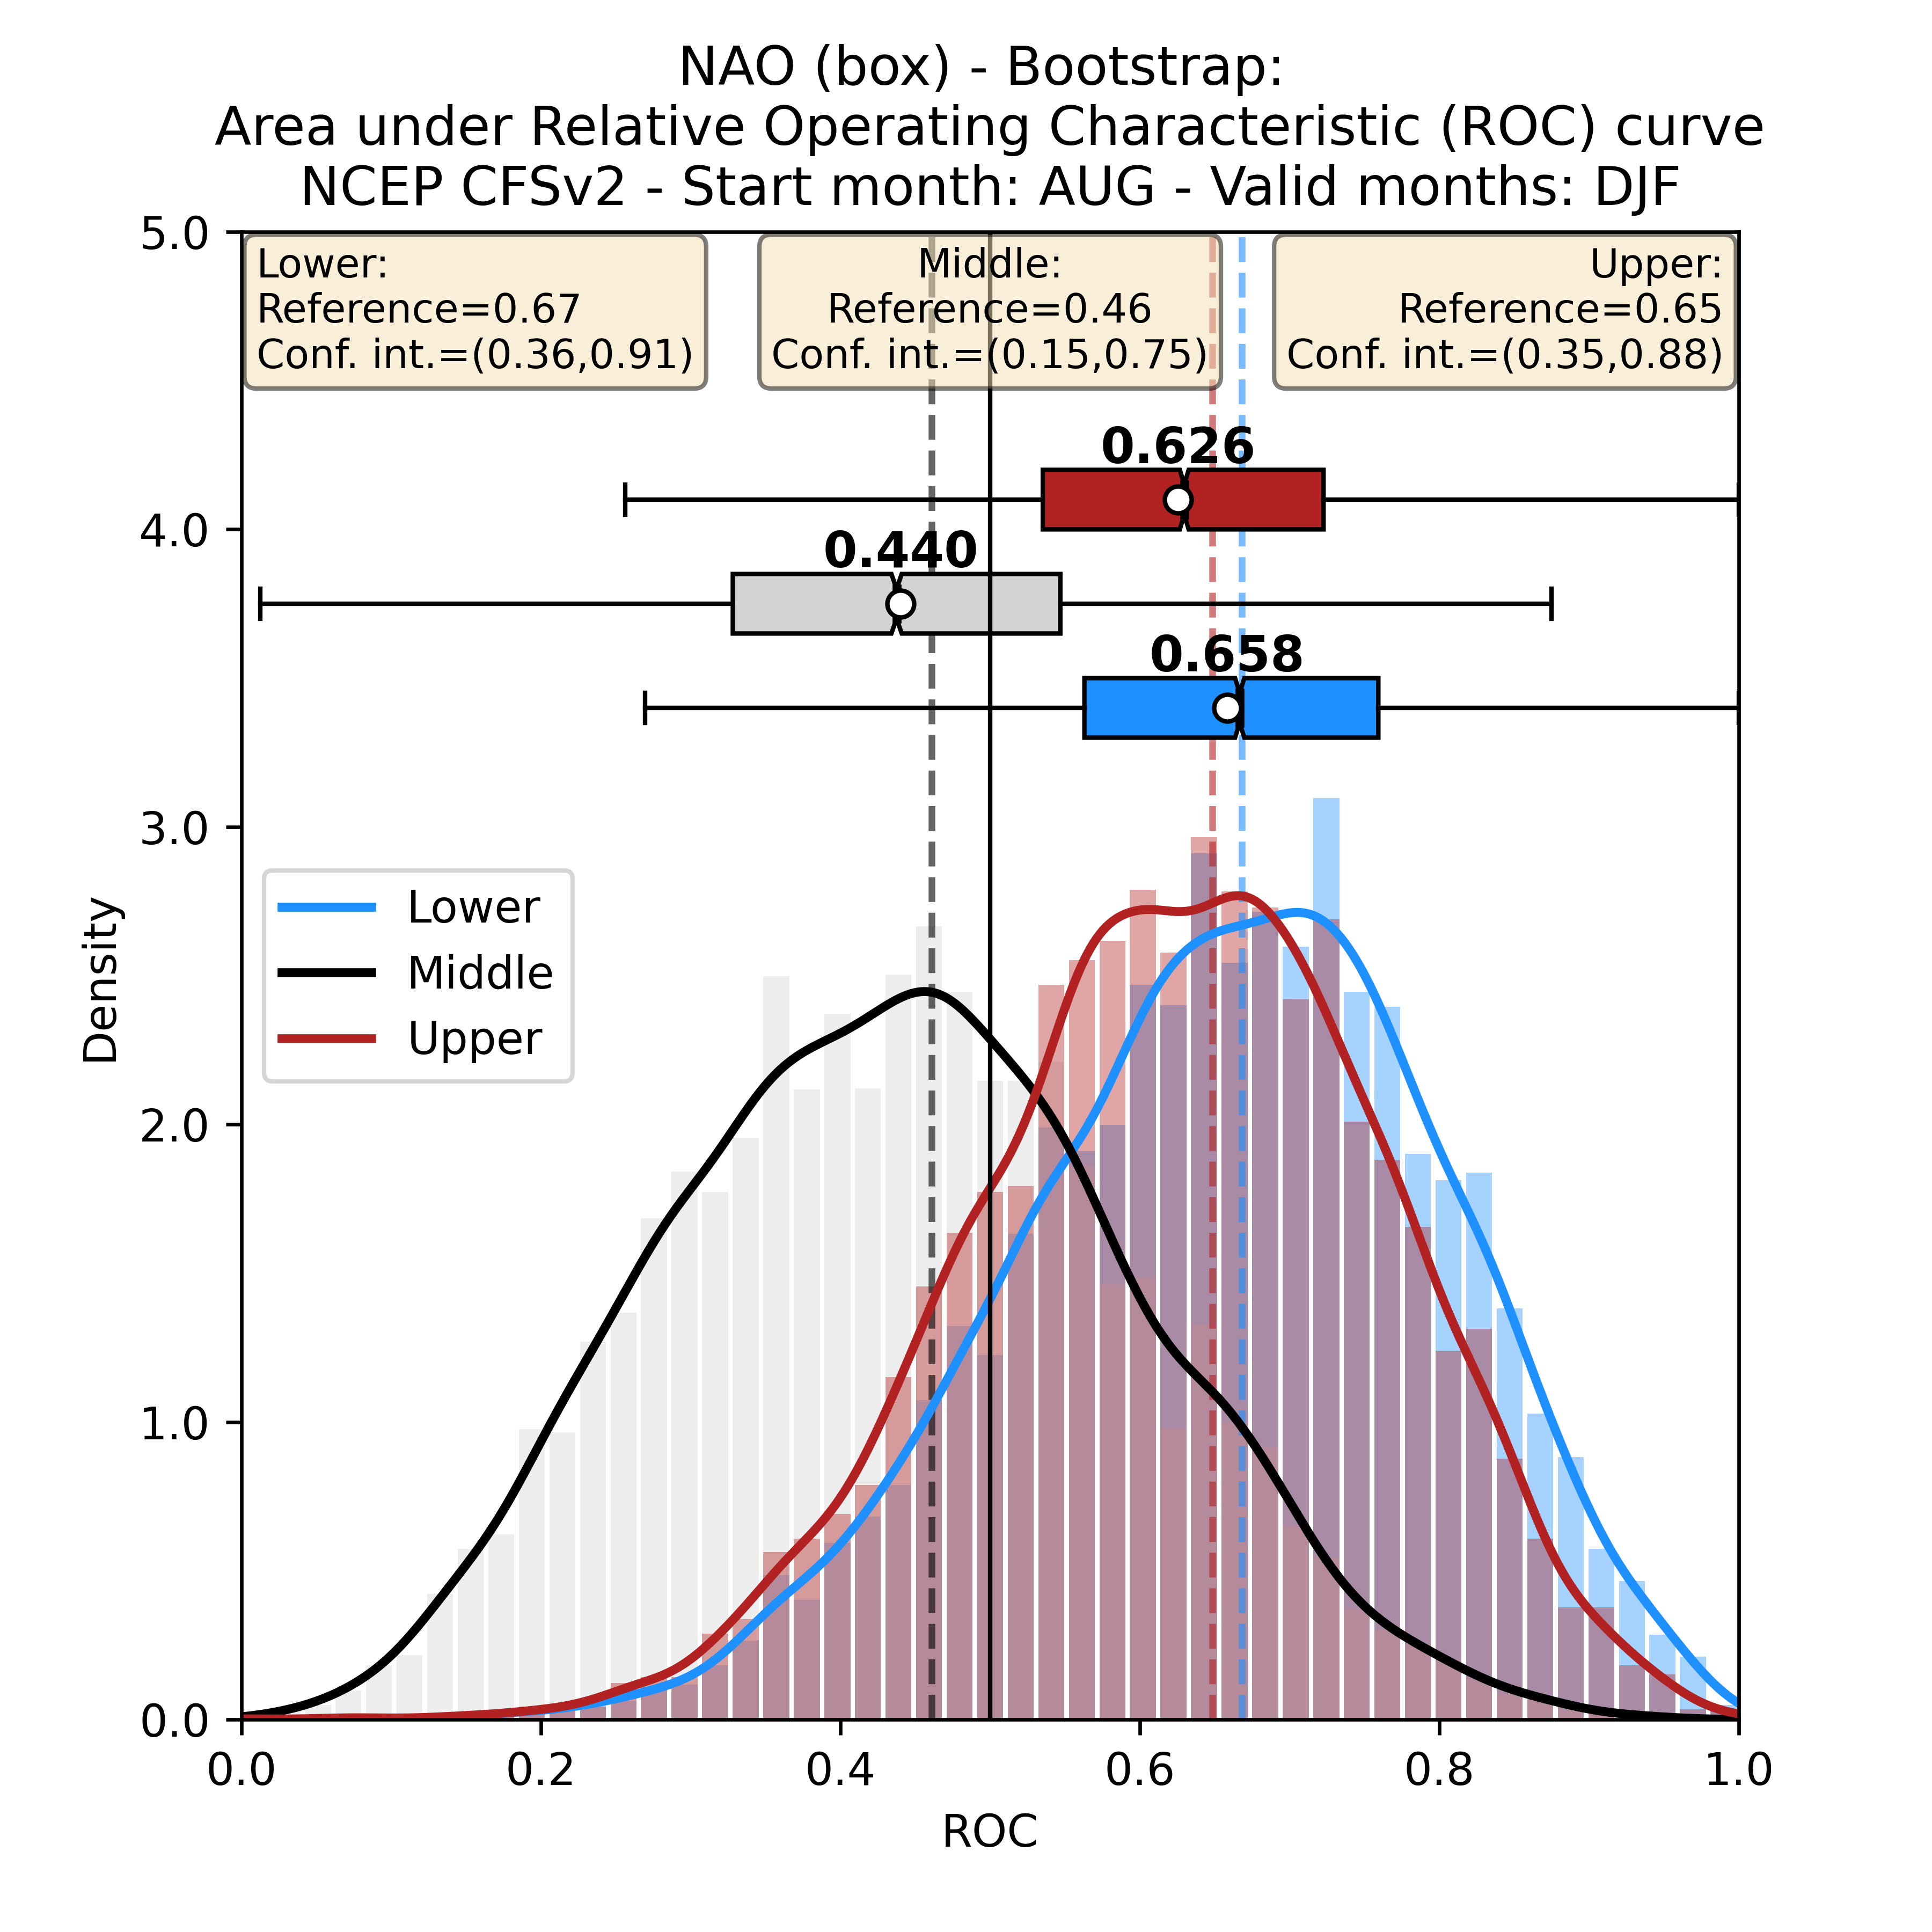 NAO (box) - Bootstrap:
Area under Relative Operating Characteristic (ROC) curve
NCEP CFSv2 - Start month: AUG - Valid months: DJF
Lower:
Reference=0.67
Conf. int.=(0.36,0.91)
Middle:
Reference=0.46
Conf. int.=(0.15,0.75)
Upper:
Reference=0.65
Conf. int.=(0.35,0.88)
0.626
0.440
0.658
Lower
Middle
Upper
Density
5.0
4.0
3.0
2.0
1.0
0.0
0.0 0.2 0.4 0.6 0.8 1.0
ROC